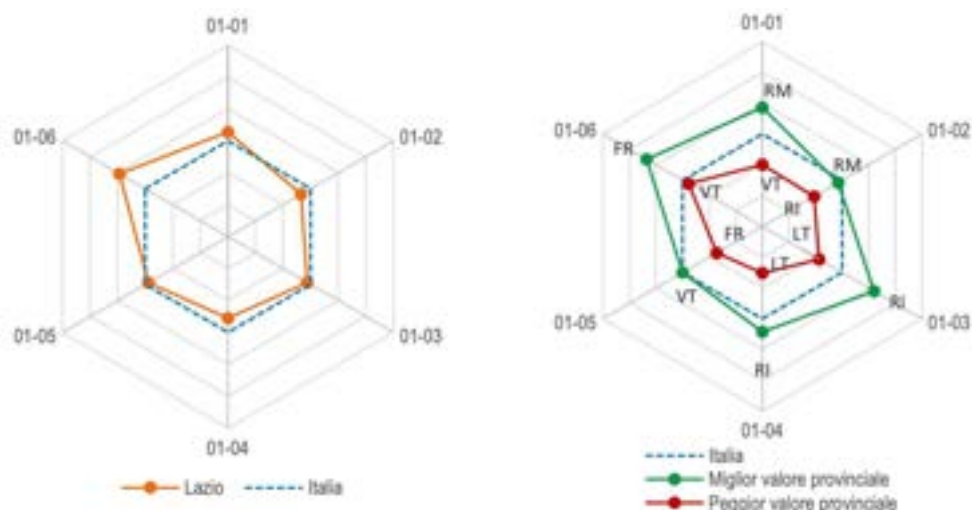 01-01
01-06
01-02
01-05
01-03
01-04
Lazio Italia
01-01
RM
01-06
01-02
FR
RM
VT
VT
RI
FR
LT
LT
VT
RI
01-05
01-03
RI
01-04
Italia
Miglior valore provinciale
Peggior valore provinciale